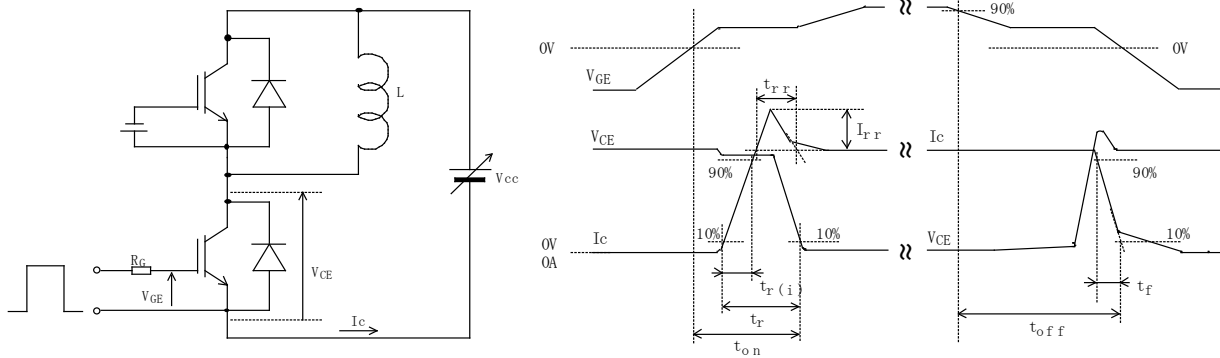 L
Vcc
RG
VGE
VCE
Ic
0V
VGE
VCE
Ic
0V
0A
90%
10%
trr
Irr
10%
tr(i)
tr
ton
90%
0V
Ic
VCE
90%
10%
tf
toff